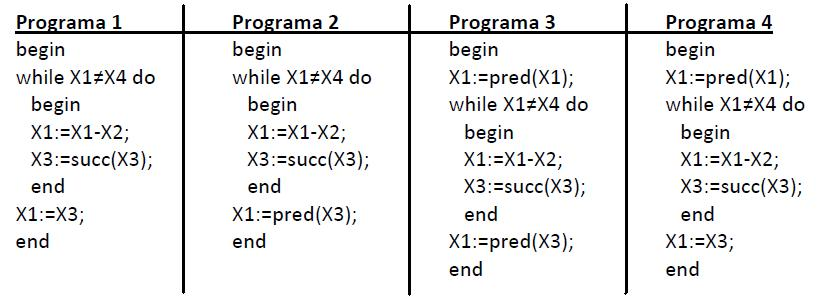 Programa 1
begin
while X1≠X4 do
begin
X1:=X1-X2;
X3:=succ(X3);
end
X1:=X3;
end
Programa 2
begin
while X1≠X4 do
begin
X1:=X1-X2;
X3:=succ(X3);
end
X1:=pred(X3);
end
Programa 3
begin
X1:=pred(X1);
while X1≠X4 do
begin
X1:=X1-X2;
X3:=succ(X3);
end
X1:=pred(X3);
end
Programa 4
begin
X1:=pred(X1);
while X1≠X4 do
begin
X1:=X1-X2;
X3:=succ(X3);
end
X1:=X3;
end